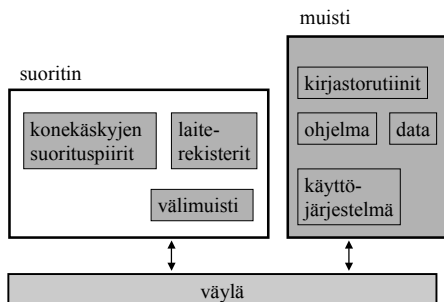 muisti
suoritin
kirjastorutiinit
konekäskyjen
suorituspiirit
laite-
rekisterit
ohjelma
data
välimuisti
käyttö-
järjestelmä
väylä